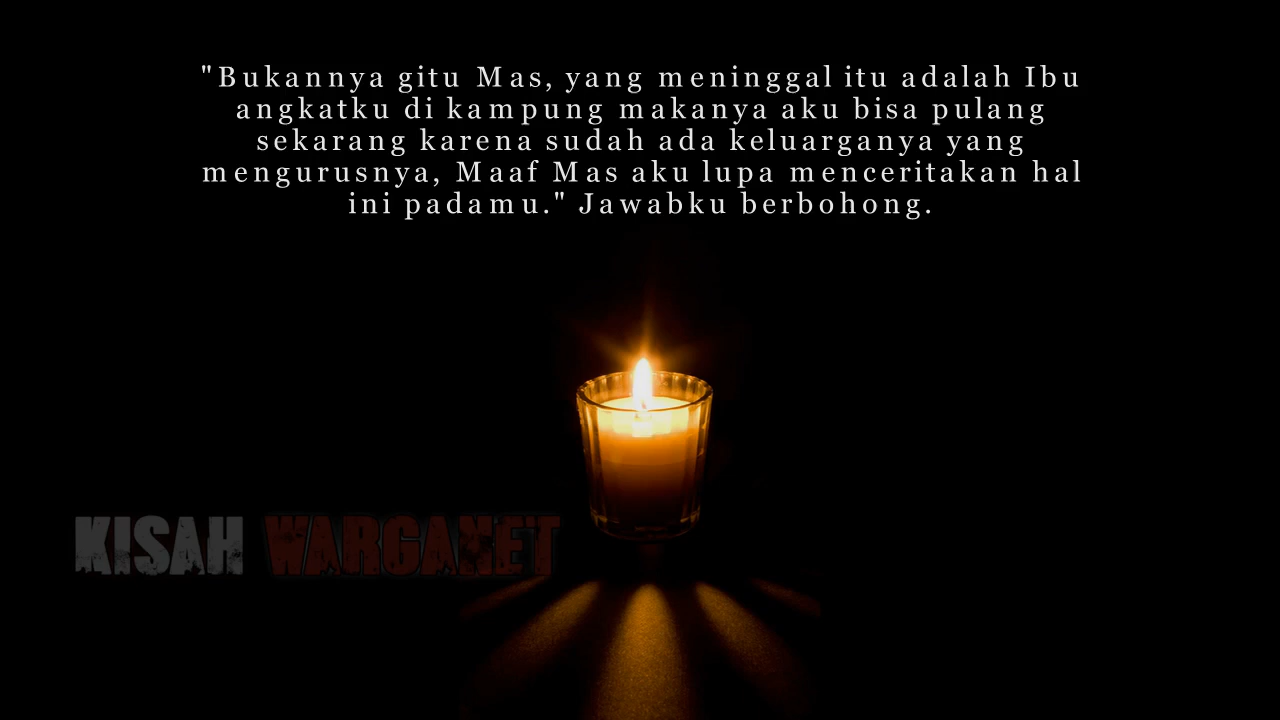 "Bukannya gitu Mas, yang meninggal itu adalah Ibu
angkatku di kampung makanya aku bisa pulang
sekarang karena sudah ada keluarganya yang
mengurusnya, Maaf Mas aku lupa menceritakan hal
ini padamu." Jawabku berbohong.
KISAH WARGANET